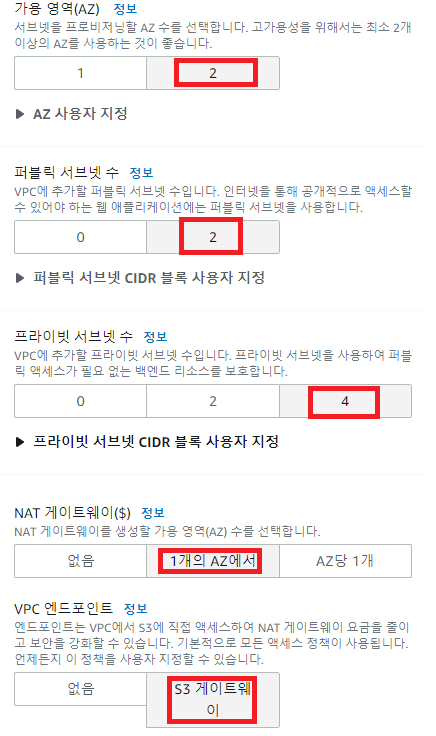 가용 영역(AZ) 정보
서브넷을 프로비저닝할 AZ 수를 선택합니다. 고가용성을 위해서는 최소 2개
이상의 AZ를 사용하는 것이 좋습니다.
1 2
▶ AZ 사용자 지정
퍼블릭 서브넷 수 정보
VPC에 추가할 퍼블릭 서브넷 수입니다. 인터넷을 통해 공개적으로 액세스할
수 있어야 하는 웹 애플리케이션에는 퍼블릭 서브넷을 사용합니다.
0 2
▶ 퍼블릭 서브넷 CIDR 블록 사용자 지정
프라이빗 서브넷 수 정보
VPC에 추가할 프라이빗 서브넷 수입니다. 프라이빗 서브넷을 사용하여 퍼블
릭 액세스가 필요 없는 백엔드 리소스를 보호합니다.
0 2 4
▶ 프라이빗 서브넷 CIDR 블록 사용자 지정
NAT 게이트웨이($) 정보
NAT 게이트웨이를 생성할 가용 영역(AZ) 수를 선택합니다.
없음 1개의 AZ에서 AZ당 1개
VPC 엔드포인트 정보
엔드포인트는 VPC에서 S3에 직접 액세스하여 NAT 게이트웨이 요금을 줄이
고 보안을 강화할 수 있습니다. 기본적으로 모든 액세스 정책이 사용됩니다.
언제든지 이 정책을 사용자 지정할 수 있습니다.
없음 S3 게이트웨
이